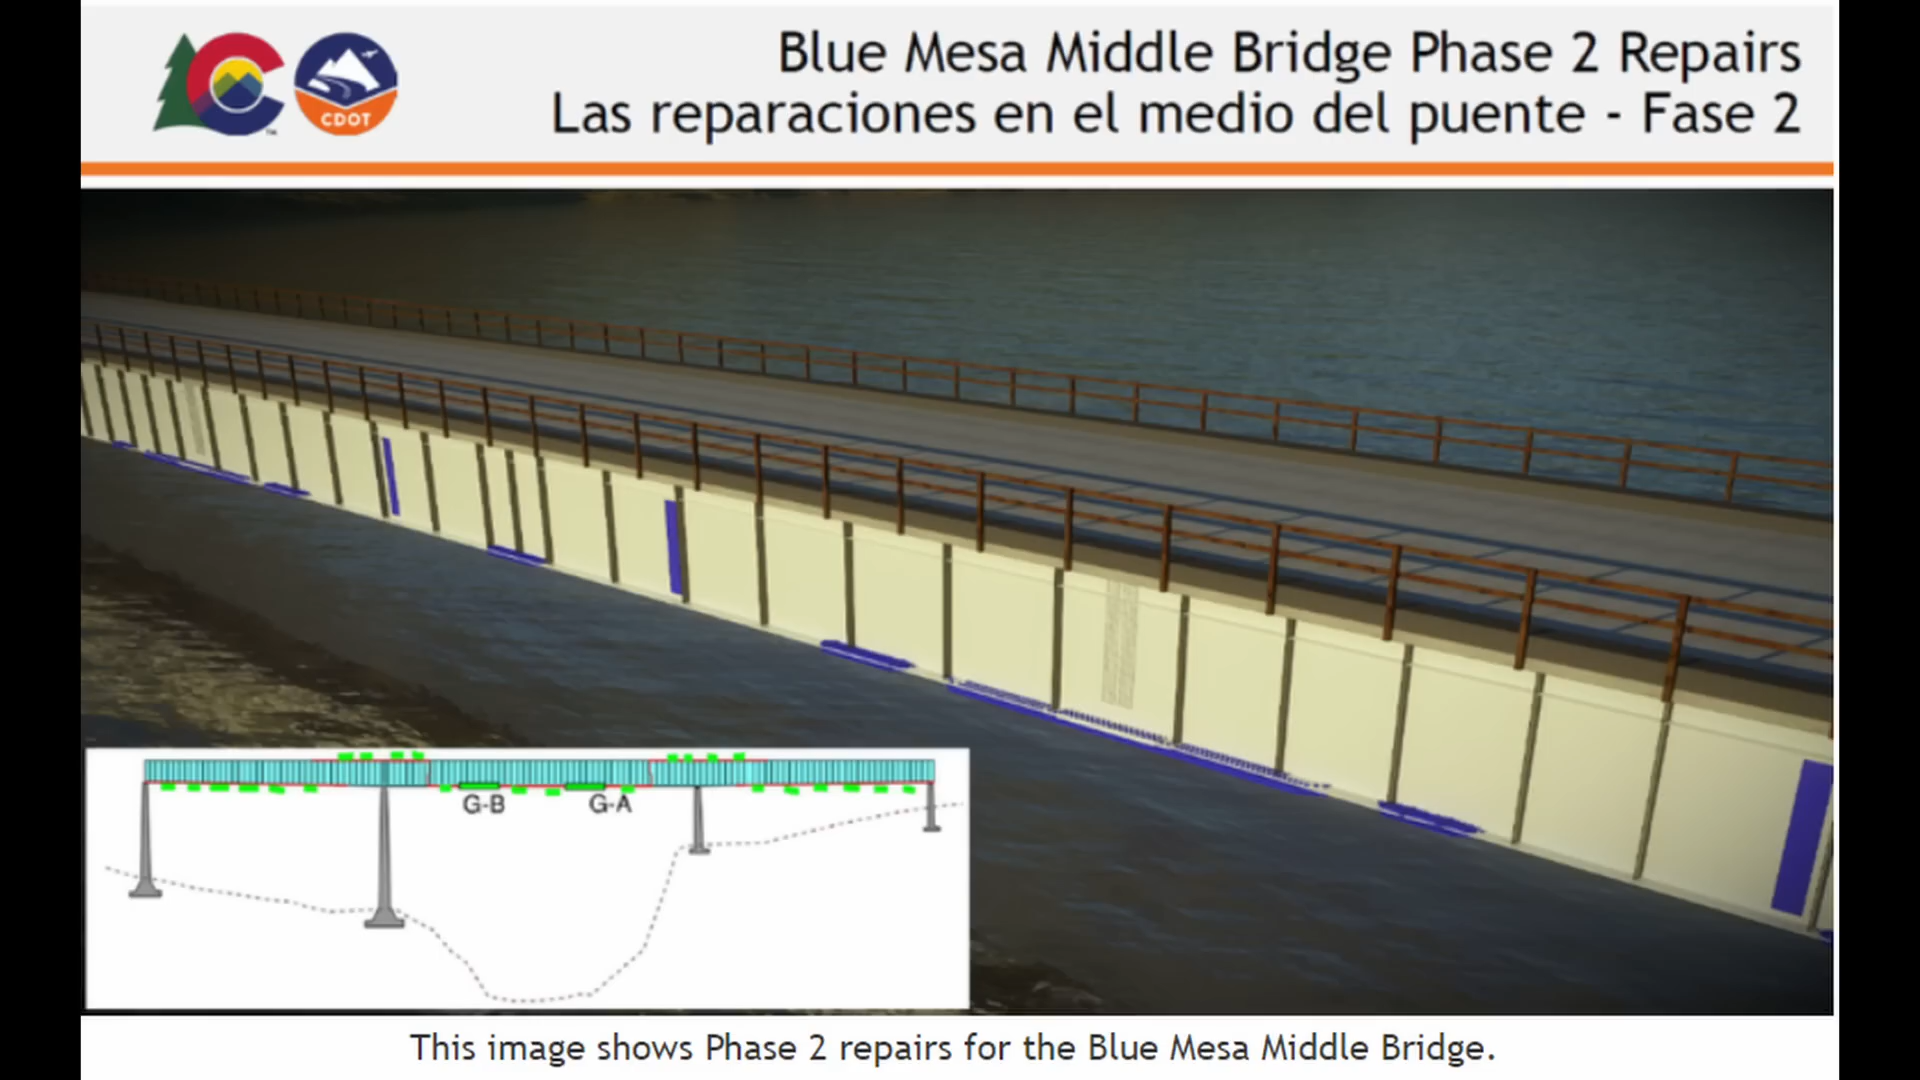 CDOT
Blue Mesa Middle Bridge Phase 2 Repairs
Las reparaciones en el medio del puente - Fase 2
G-B
G-A
This image shows Phase 2 repairs for the Blue Mesa Middle Bridge.